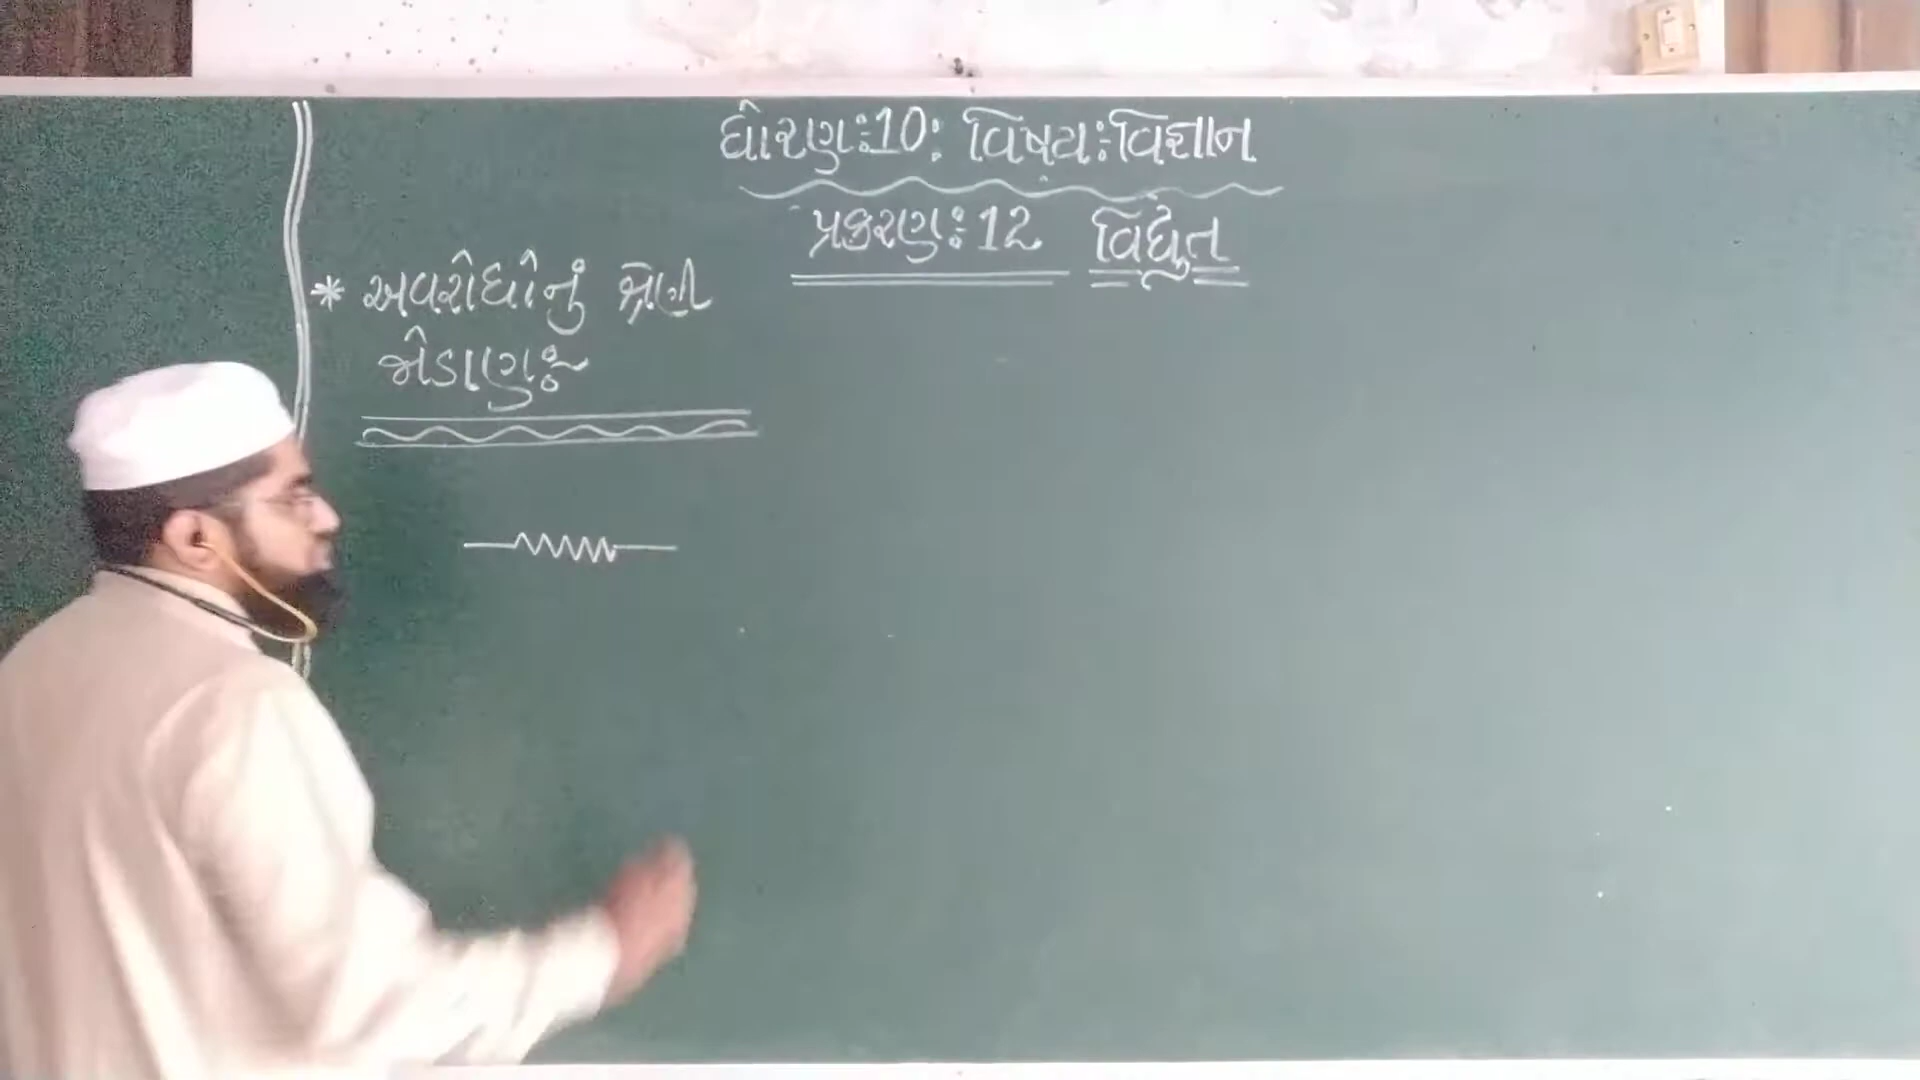 ધોરણ:10: વિષય:વિજ્ઞાન
પ્રકરણ:12 વિદ્યુત
* અવરોધોનું શ્રેણી
જોડાણ:~